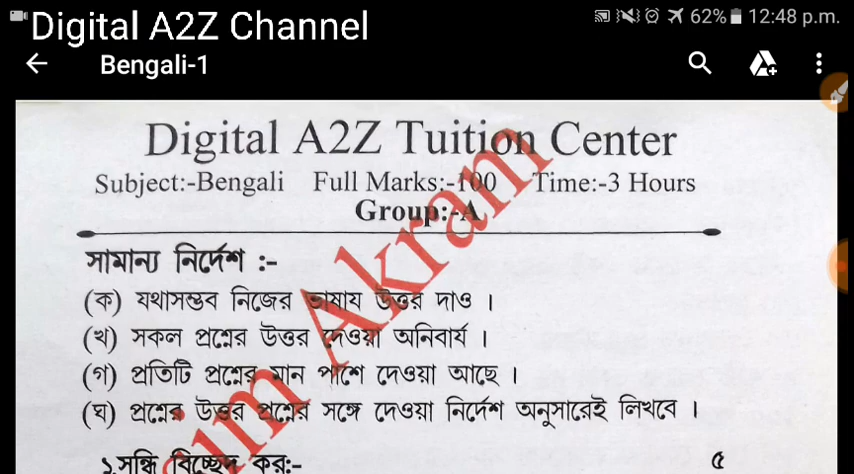 62% 12:48 p.m.
Digital A2Z Channel
Bengali-1
Digital A2Z Tuition Center
Subject:-Bengali Full Marks:-100 Time:-3 Hours
Group:-A
সামান্য নির্দেশ :-
(ক) যথাসম্ভব নিজের ভাষায উত্তর দাও ।
(খ) সকল প্রশ্নের উত্তর দেওয়া অনিবার্য ।
(গ) প্রতিটি প্রশ্নের মান পাশে দেওয়া আছে ।
(ঘ) প্রশ্নের উত্তর প্রশ্নের সঙ্গে দেওয়া নির্দেশ অনুসারেই লিখবে ।
১.সন্ধি বিচ্ছেদ কর:- ৫
Akram